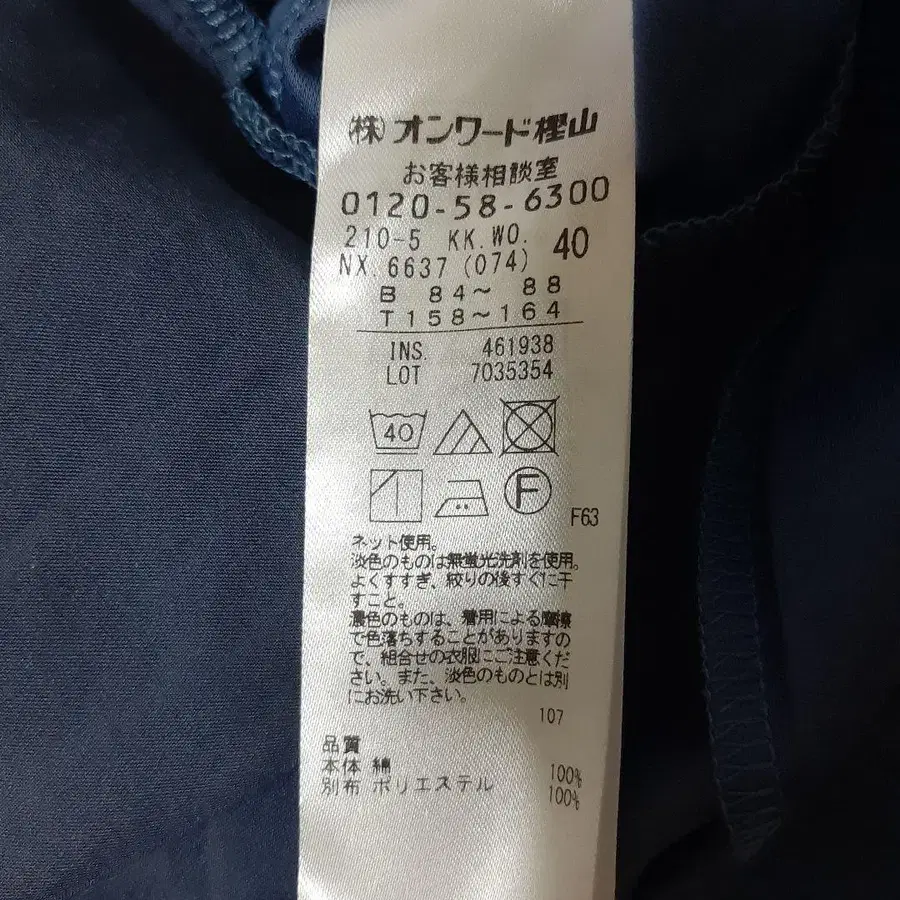 ㈱オンワード樫山
お客様相談室
0120-58-6300
210-5 KK.WO. 40
NX.6637(074)
B 84～ 88
T158～164
INS. 461938
LOT 7035354
40
F
F63
ネット使用。
淡色のものは無蛍光洗剤を使用。
よくすすぎ、絞りの後すぐに干
すこと。
濃色のものは、着用による摩擦
で色落ちすることがありますの
で、組合せの衣服にご注意くだ
さい。また、淡色のものとは別
にお洗い下さい。
107
品質
本体 綿 100%
別布 ポリエステル 100%